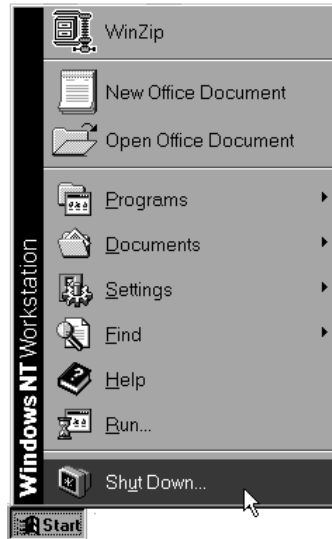 WinZip
New Office Document
Open Office Document
Programs
Documents
Settings
Find
Help
Run...
Shut Down...
Windows NT Workstation
Start